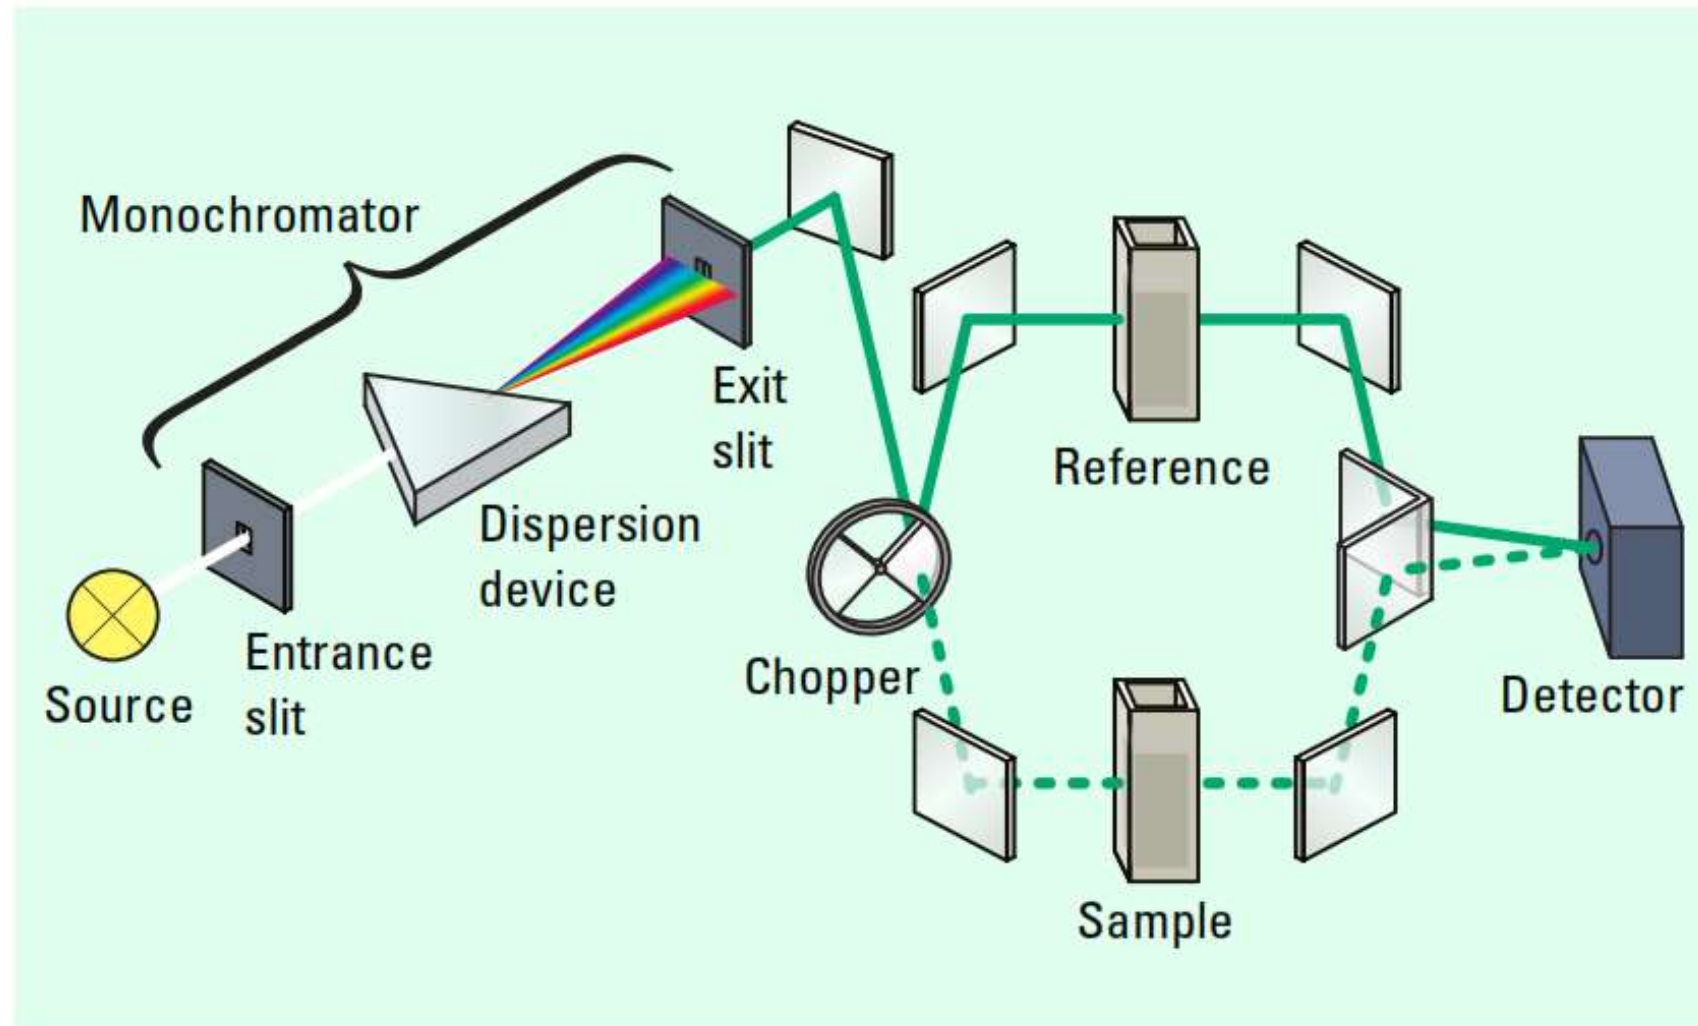 Monochromator
Exit
slit
Reference
Dispersion
device
Entrance
slit
Source
Chopper
Detector
Sample